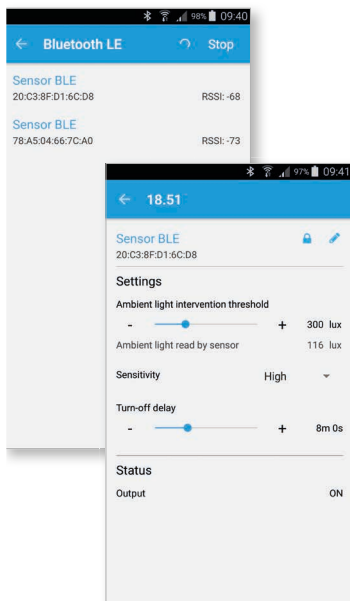 98% 09:40
Bluetooth LE Stop
Sensor BLE
20:C3:8F:D1:6C:D8 RSSI: -68
Sensor BLE
78:A5:04:66:7C:A0 RSSI: -73
97% 09:41
18.51
Sensor BLE
20:C3:8F:D1:6C:D8
Settings
Ambient light intervention threshold
- + 300 lux
Ambient light read by sensor 116 lux
Sensitivity High
Turn-off delay
- + 8m 0s
Status
Output ON